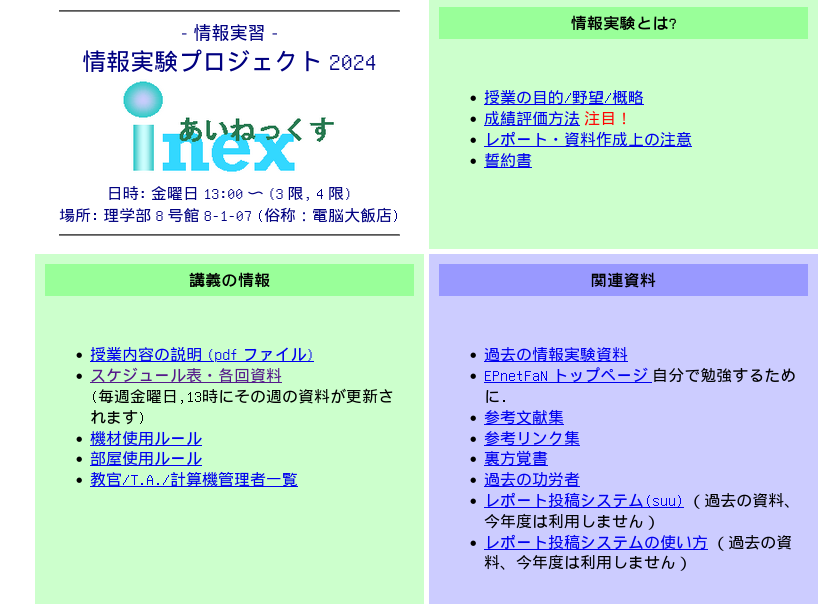 - 情報実習 -
情報実験プロジェクト 2024
あいねっくす
inex
日時: 金曜日 13:00 ～ (3 限, 4 限)
場所: 理学部 8 号館 8-1-07 (俗称：電脳大飯店)
情報実験とは?
授業の目的/野望/概略
成績評価方法 注目！
レポート・資料作成上の注意
誓約書
講義の情報
授業内容の説明 (pdf ファイル)
スケジュール表・各回資料
(毎週金曜日,13時にその週の資料が更新さ
れます)
機材使用ルール
部屋使用ルール
教官/T.A./計算機管理者一覧
関連資料
過去の情報実験資料
EPnetFaN トップページ 自分で勉強するため
に.
参考文献集
参考リンク集
裏方覚書
過去の功労者
レポート投稿システム(suu) （過去の資料、
今年度は利用しません）
レポート投稿システムの使い方 （過去の資
料、今年度は利用しません）